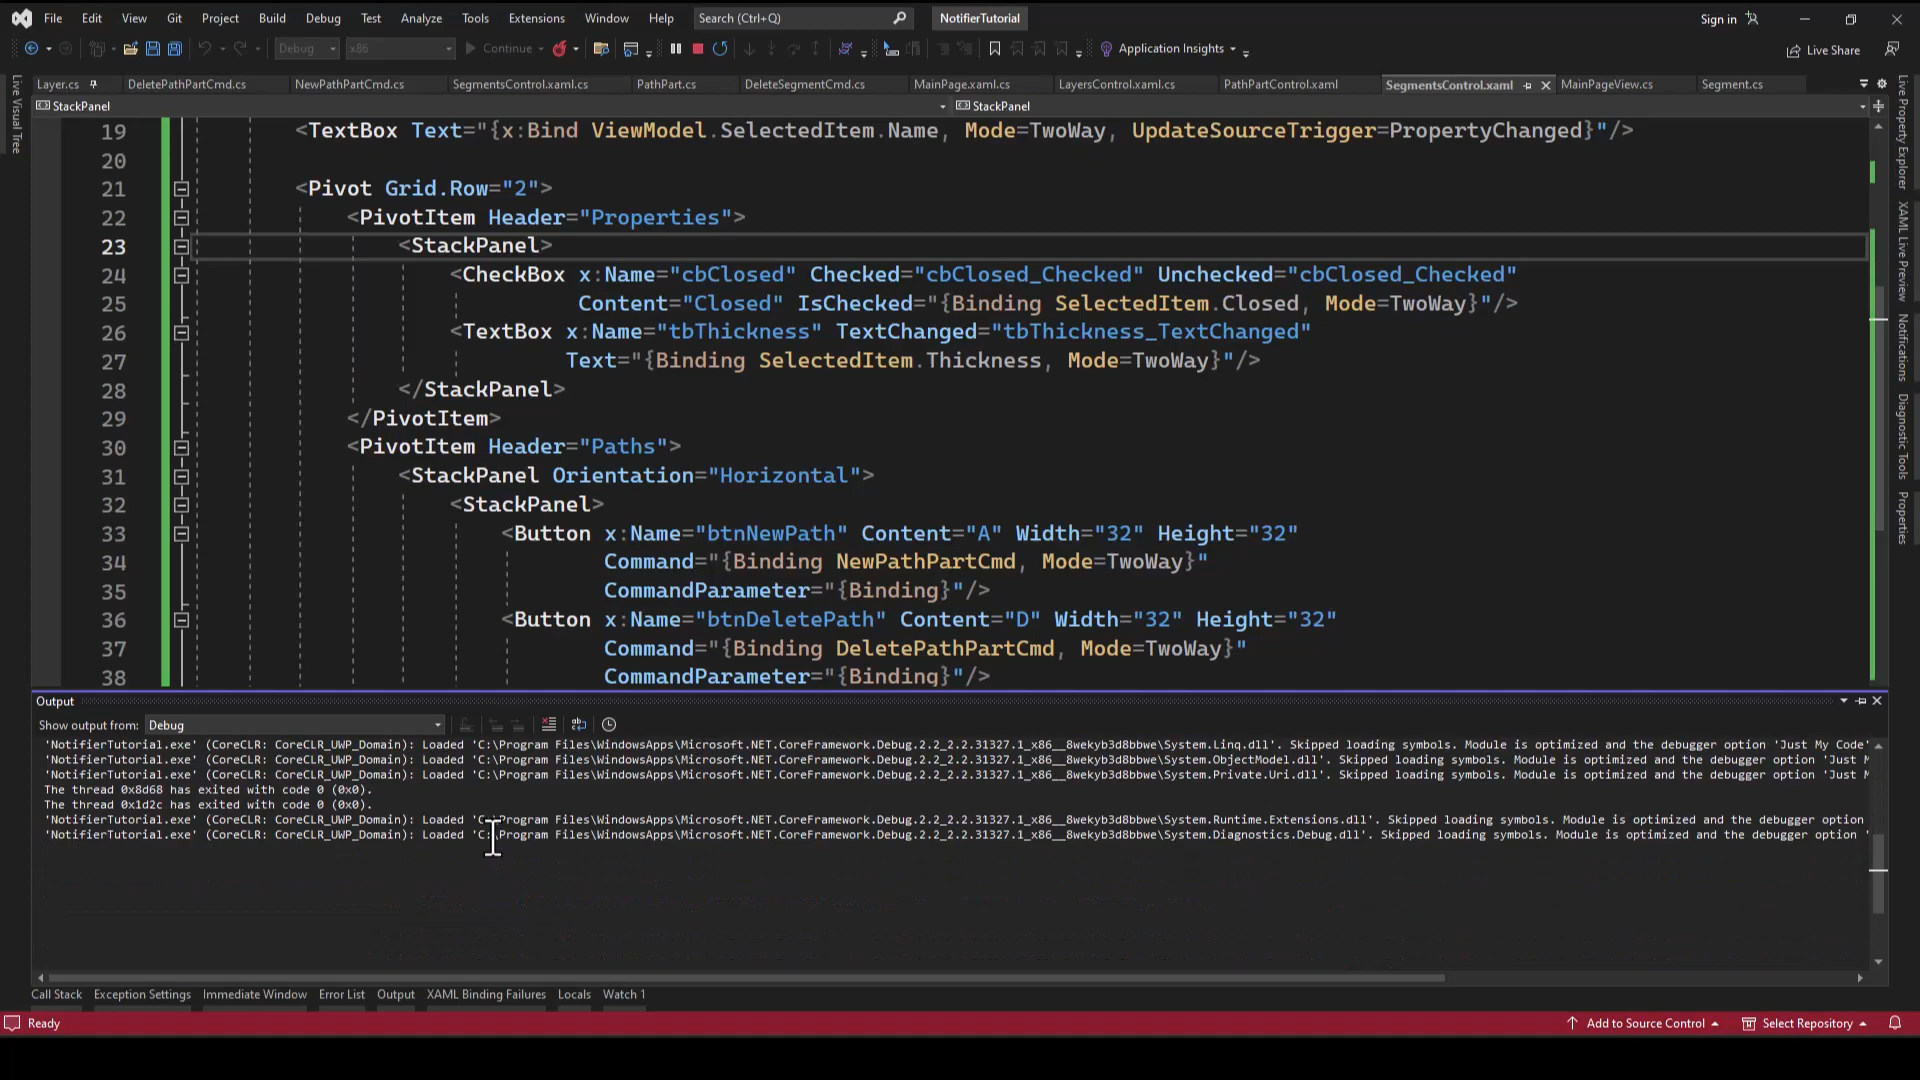 File Edit View Git Project Build Debug Test Analyze Tools Extensions Window Help Search (Ctrl+Q) NotifierTutorial Sign in
Debug x86 Continue Application Insights Live Share
Layer.cs DeletePathPartCmd.cs NewPathPartCmd.cs SegmentsControl.xaml.cs PathPart.cs DeleteSegmentCmd.cs MainPage.xaml.cs LayersControl.xaml.cs PathPartControl.xaml SegmentsControl.xaml MainPageView.cs Segment.cs
StackPanel StackPanel
Live Visual Tree
19 <TextBox Text="{x:Bind ViewModel.SelectedItem.Name, Mode=TwoWay, UpdateSourceTrigger=PropertyChanged}"/>
20
21 <Pivot Grid.Row="2">
22 <PivotItem Header="Properties">
23 <StackPanel>
24 <CheckBox x:Name="cbClosed" Checked="cbClosed_Checked" Unchecked="cbClosed_Checked"
25 Content="Closed" IsChecked="{Binding SelectedItem.Closed, Mode=TwoWay}"/>
26 <TextBox x:Name="tbThickness" TextChanged="tbThickness_TextChanged"
27 Text="{Binding SelectedItem.Thickness, Mode=TwoWay}"/>
28 </StackPanel>
29 </PivotItem>
30 <PivotItem Header="Paths">
31 <StackPanel Orientation="Horizontal">
32 <StackPanel>
33 <Button x:Name="btnNewPath" Content="A" Width="32" Height="32"
34 Command="{Binding NewPathPartCmd, Mode=TwoWay}"
35 CommandParameter="{Binding}"/>
36 <Button x:Name="btnDeletePath" Content="D" Width="32" Height="32"
37 Command="{Binding DeletePathPartCmd, Mode=TwoWay}"
38 CommandParameter="{Binding}"/>
Live Property Explorer
XAML Live Preview
Notifications
Diagnostic Tools
Properties
Output
Show output from: Debug
'NotifierTutorial.exe' (CoreCLR: CoreCLR_UWP_Domain): Loaded 'C:\Program Files\WindowsApps\Microsoft.NET.CoreFramework.Debug.2.2_2.2.31327.1_x86__8wekyb3d8bbwe\System.Linq.dll'. Skipped loading symbols. Module is optimized and the debugger option 'Just My Code'
'NotifierTutorial.exe' (CoreCLR: CoreCLR_UWP_Domain): Loaded 'C:\Program Files\WindowsApps\Microsoft.NET.CoreFramework.Debug.2.2_2.2.31327.1_x86__8wekyb3d8bbwe\System.ObjectModel.dll'. Skipped loading symbols. Module is optimized and the debugger option 'Just M
'NotifierTutorial.exe' (CoreCLR: CoreCLR_UWP_Domain): Loaded 'C:\Program Files\WindowsApps\Microsoft.NET.CoreFramework.Debug.2.2_2.2.31327.1_x86__8wekyb3d8bbwe\System.Private.Uri.dll'. Skipped loading symbols. Module is optimized and the debugger option 'Just M
The thread 0x8d68 has exited with code 0 (0x0).
The thread 0x1d2c has exited with code 0 (0x0).
'NotifierTutorial.exe' (CoreCLR: CoreCLR_UWP_Domain): Loaded 'C:\Program Files\WindowsApps\Microsoft.NET.CoreFramework.Debug.2.2_2.2.31327.1_x86__8wekyb3d8bbwe\System.Runtime.Extensions.dll'. Skipped loading symbols. Module is optimized and the debugger option
'NotifierTutorial.exe' (CoreCLR: CoreCLR_UWP_Domain): Loaded 'C:\Program Files\WindowsApps\Microsoft.NET.CoreFramework.Debug.2.2_2.2.31327.1_x86__8wekyb3d8bbwe\System.Diagnostics.Debug.dll'. Skipped loading symbols. Module is optimized and the debugger option '
Call Stack Exception Settings Immediate Window Error List Output XAML Binding Failures Locals Watch 1
Ready Add to Source Control Select Repository